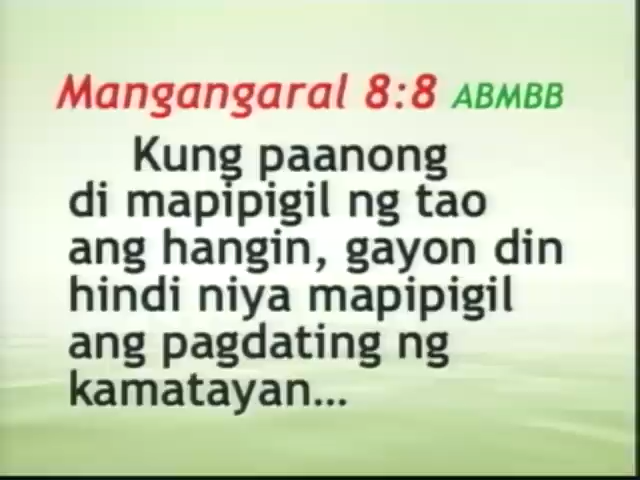 Mangangaral 8:8 ABMBB
Kung paanong
di mapipigil ng tao
ang hangin, gayon din
hindi niya mapipigil
ang pagdating ng
kamatayan...